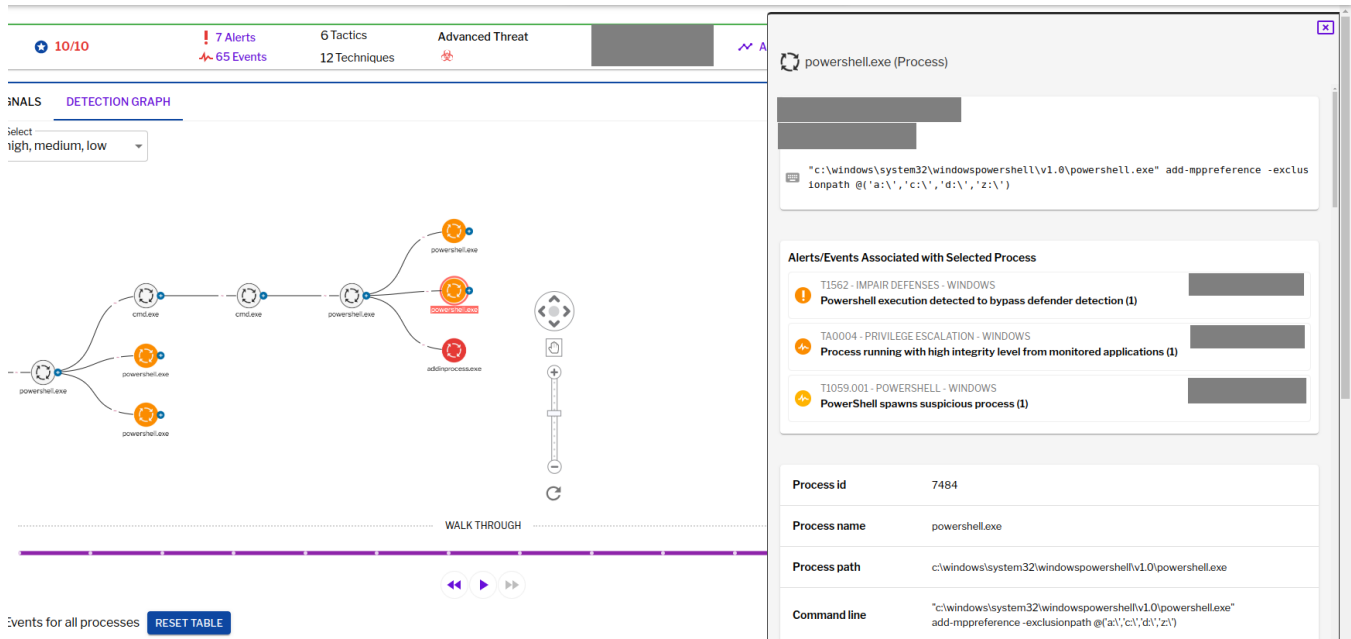 10/10
7 Alerts
65 Events
6 Tactics
12 Techniques
Advanced Threat
A
GNALS
DETECTION GRAPH
Select
high, medium, low
powershell.exe
cmd.exe
cmd.exe
powershell.exe
powershell.exe
addinprocess.exe
powershell.exe
powershell.exe
powershell.exe
WALK THROUGH
Events for all processes
RESET TABLE
powershell.exe (Process)
"c:\windows\system32\windowspowershell\v1.0\powershell.exe" add-mppreference -exclus
ionpath @('a:\','c:\','d:\','z:\')
Alerts/Events Associated with Selected Process
T1562 - IMPAIR DEFENSES - WINDOWS
Powershell execution detected to bypass defender detection (1)
TA0004 - PRIVILEGE ESCALATION - WINDOWS
Process running with high integrity level from monitored applications (1)
T1059.001 - POWERSHELL - WINDOWS
PowerShell spawns suspicious process (1)
Process id 7484
Process name powershell.exe
Process path c:\windows\system32\windowspowershell\v1.0\powershell.exe
Command line "c:\windows\system32\windowspowershell\v1.0\powershell.exe"
add-mppreference -exclusionpath @('a:\','c:\','d:\','z:\')